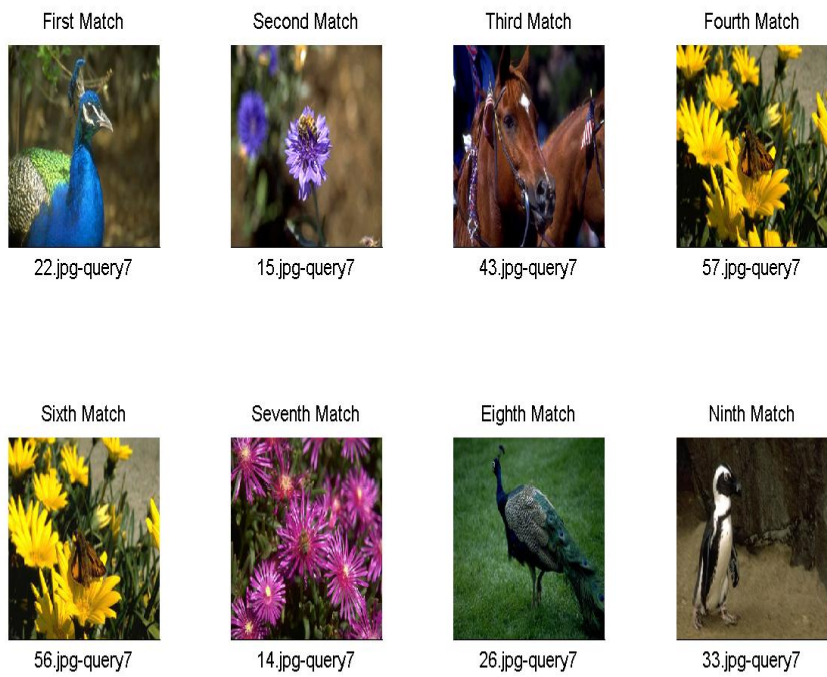 First Match
Second Match
Third Match
Fourth Match
22.jpg-query7
15.jpg-query7
43.jpg-query7
57.jpg-query7
Sixth Match
Seventh Match
Eighth Match
Ninth Match
56.jpg-query7
14.jpg-query7
26.jpg-query7
33.jpg-query7